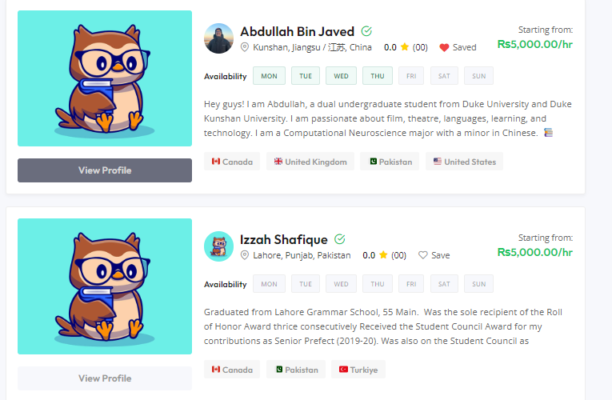 Abdullah Bin Javed
Starting from:
Kunshan, Jiangsu / 江苏, China 0.0 (00) Saved
Rs5,000.00/hr
Availability MON TUE WED THU FRI SAT SUN
Hey guys! I am Abdullah, a dual undergraduate student from Duke University and Duke
Kunshan University. I am passionate about film, theatre, languages, learning, and
technology. I am a Computational Neuroscience major with a minor in Chinese.
View Profile
Canada United Kingdom Pakistan United States
Izzah Shafique
Starting from:
Lahore, Punjab, Pakistan 0.0 (00) Save
Rs5,000.00/hr
Availability MON TUE WED THU FRI SAT SUN
Graduated from Lahore Grammar School, 55 Main. Was the sole recipient of the Roll
of Honor Award thrice consecutively Received the Student Council Award for my
contributions as Senior Prefect (2019-20). Was also on the Student Council as
View Profile
Canada Pakistan Turkiye